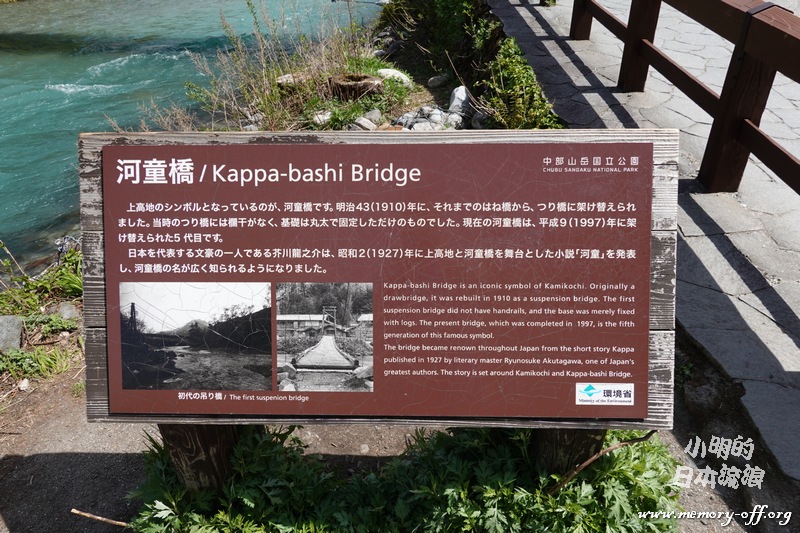 河童橋 / Kappa-bashi Bridge
中部山岳国立公園
CHUBU SANGAKU NATIONAL PARK
上高地のシンボルとなっているのが、河童橋です。明治43(1910)年に、それまでのはね橋から、つり橋に架け替えられ
ました。当時のつり橋には欄干がなく、基礎は丸太で固定しただけのものでした。現在の河童橋は、平成9(1997)年に架
け替えられた5代目です。
日本を代表する文豪の一人である芥川龍之介は、昭和2(1927)年に上高地と河童橋を舞台とした小説「河童」を発表
し、河童橋の名が広く知られるようになりました。
Kappa-bashi Bridge is an iconic symbol of Kamikochi. Originally a
drawbridge, it was rebuilt in 1910 as a suspension bridge. The first
suspension bridge did not have handrails, and the base was merely fixed
with logs. The present bridge, which was completed in 1997, is the fifth
generation of this famous symbol.
The bridge became renown throughout Japan from the short story Kappa
published in 1927 by literary master Ryunosuke Akutagawa, one of Japan's
greatest authors. The story is set around Kamikochi and Kappa-bashi Bridge.
初代の吊り橋 / The first suspenion bridge
環境省
Ministry of the Environment
小明的
日本流浪
www.memory-off.org